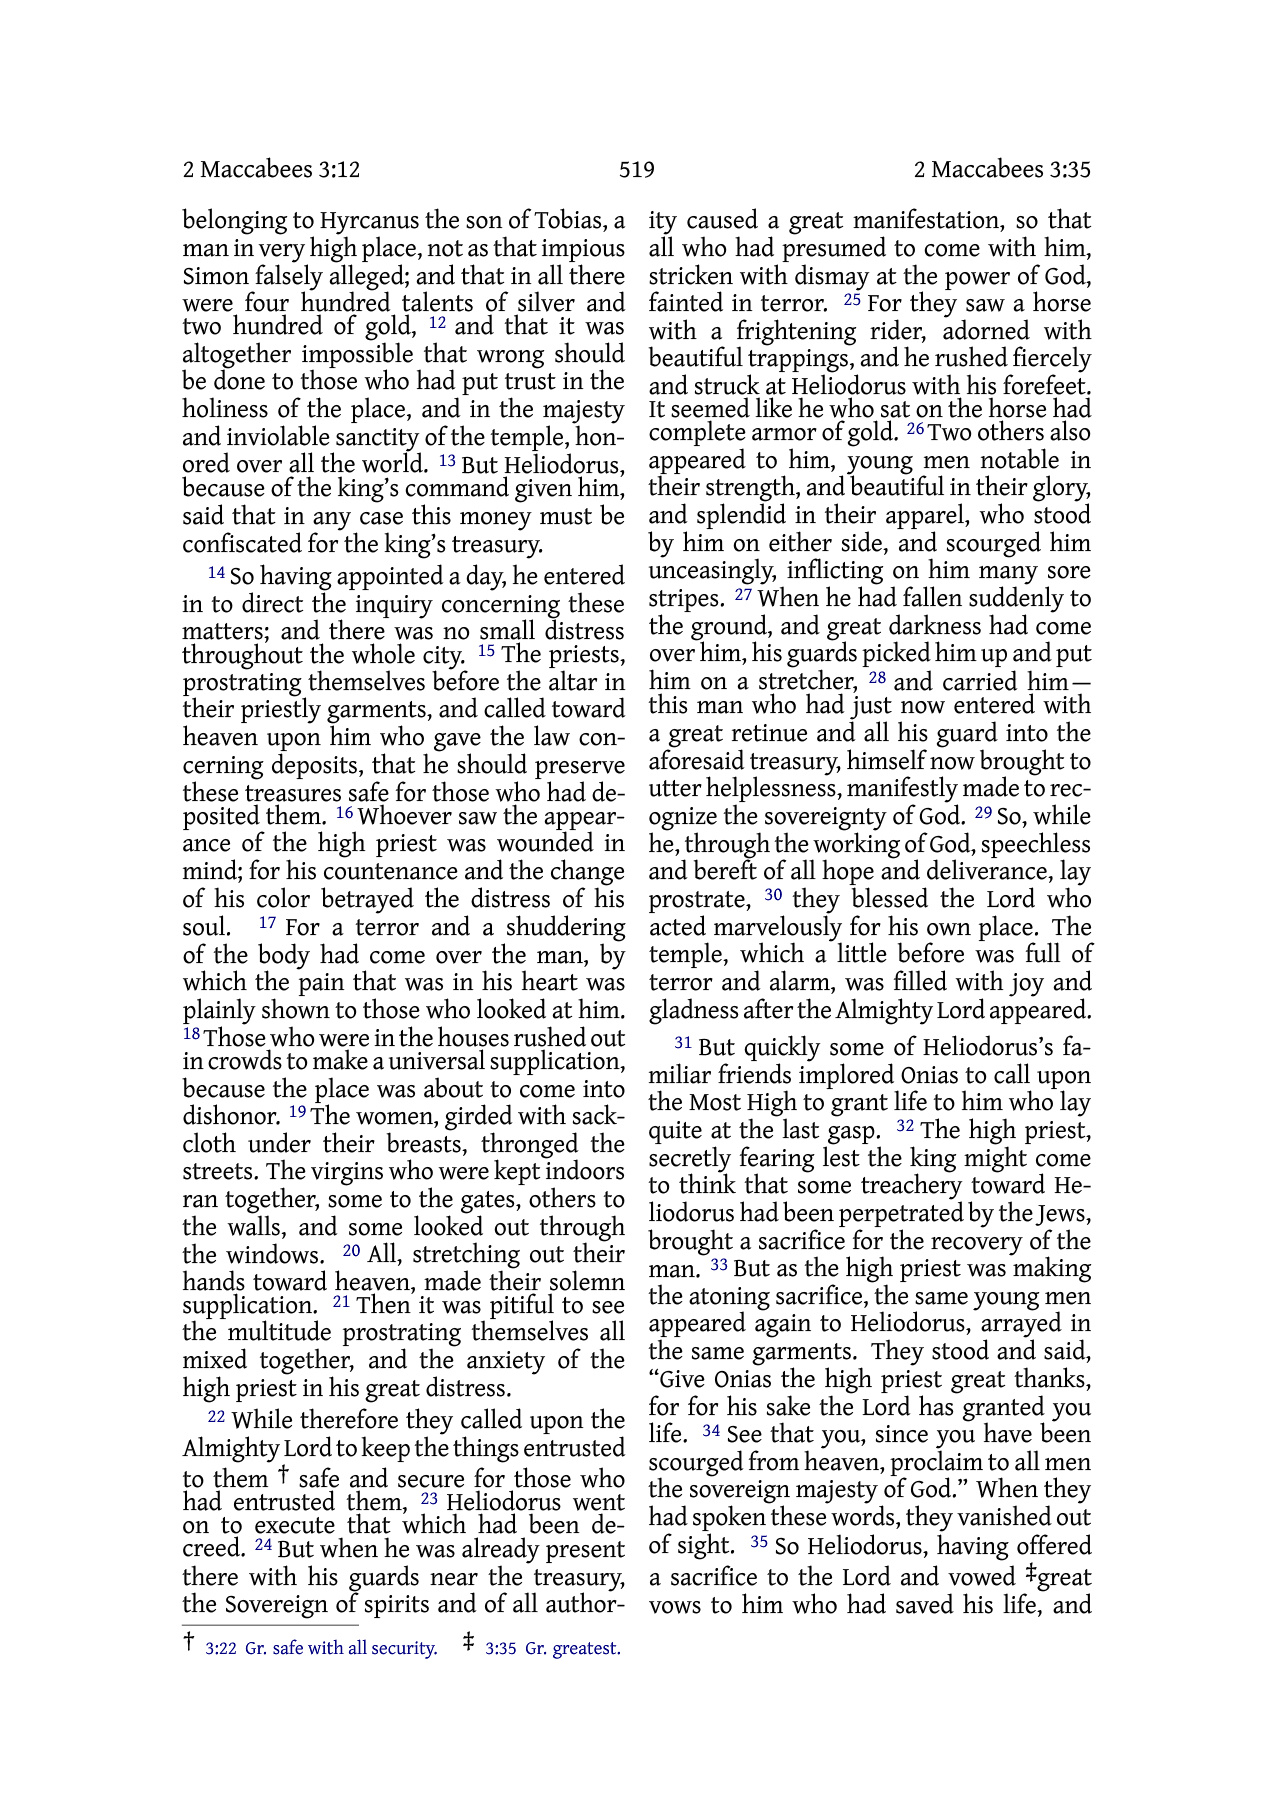 2 Maccabees 3:12 519 2 Maccabees 3:35
belonging to Hyrcanus the son of Tobias, a
man in very high place, not as that impious
Simon falsely alleged; and that in all there
were four hundred talents of silver and
two hundred of gold, 12 and that it was
altogether impossible that wrong should
be done to those who had put trust in the
holiness of the place, and in the majesty
and inviolable sanctity of the temple, hon-
ored over all the world. 13 But Heliodorus,
because of the king’s command given him,
said that in any case this money must be
confiscated for the king’s treasury.
14 So having appointed a day, he entered
in to direct the inquiry concerning these
matters; and there was no small distress
throughout the whole city. 15 The priests,
prostrating themselves before the altar in
their priestly garments, and called toward
heaven upon him who gave the law con-
cerning deposits, that he should preserve
these treasures safe for those who had de-
posited them. 16 Whoever saw the appear-
ance of the high priest was wounded in
mind; for his countenance and the change
of his color betrayed the distress of his
soul. 17 For a terror and a shuddering
of the body had come over the man, by
which the pain that was in his heart was
plainly shown to those who looked at him.
18 Those who were in the houses rushed out
in crowds to make a universal supplication,
because the place was about to come into
dishonor. 19 The women, girded with sack-
cloth under their breasts, thronged the
streets. The virgins who were kept indoors
ran together, some to the gates, others to
the walls, and some looked out through
the windows. 20 All, stretching out their
hands toward heaven, made their solemn
supplication. 21 Then it was pitiful to see
the multitude prostrating themselves all
mixed together, and the anxiety of the
high priest in his great distress.
22 While therefore they called upon the
Almighty Lord to keep the things entrusted
to them † safe and secure for those who
had entrusted them, 23 Heliodorus went
on to execute that which had been de-
creed. 24 But when he was already present
there with his guards near the treasury,
the Sovereign of spirits and of all author-
ity caused a great manifestation, so that
all who had presumed to come with him,
stricken with dismay at the power of God,
fainted in terror. 25 For they saw a horse
with a frightening rider, adorned with
beautiful trappings, and he rushed fiercely
and struck at Heliodorus with his forefeet.
It seemed like he who sat on the horse had
complete armor of gold. 26 Two others also
appeared to him, young men notable in
their strength, and beautiful in their glory,
and splendid in their apparel, who stood
by him on either side, and scourged him
unceasingly, inflicting on him many sore
stripes. 27 When he had fallen suddenly to
the ground, and great darkness had come
over him, his guards picked him up and put
him on a stretcher, 28 and carried him—
this man who had just now entered with
a great retinue and all his guard into the
aforesaid treasury, himself now brought to
utter helplessness, manifestly made to rec-
ognize the sovereignty of God. 29 So, while
he, through the working of God, speechless
and bereft of all hope and deliverance, lay
prostrate, 30 they blessed the Lord who
acted marvelously for his own place. The
temple, which a little before was full of
terror and alarm, was filled with joy and
gladness after the Almighty Lord appeared.
31 But quickly some of Heliodorus’s fa-
miliar friends implored Onias to call upon
the Most High to grant life to him who lay
quite at the last gasp. 32 The high priest,
secretly fearing lest the king might come
to think that some treachery toward He-
liodorus had been perpetrated by the Jews,
brought a sacrifice for the recovery of the
man. 33 But as the high priest was making
the atoning sacrifice, the same young men
appeared again to Heliodorus, arrayed in
the same garments. They stood and said,
“Give Onias the high priest great thanks,
for for his sake the Lord has granted you
life. 34 See that you, since you have been
scourged from heaven, proclaim to all men
the sovereign majesty of God.” When they
had spoken these words, they vanished out
of sight. 35 So Heliodorus, having offered
a sacrifice to the Lord and vowed ‡great
vows to him who had saved his life, and
† 3:22 Gr. safe with all security. ‡ 3:35 Gr. greatest.